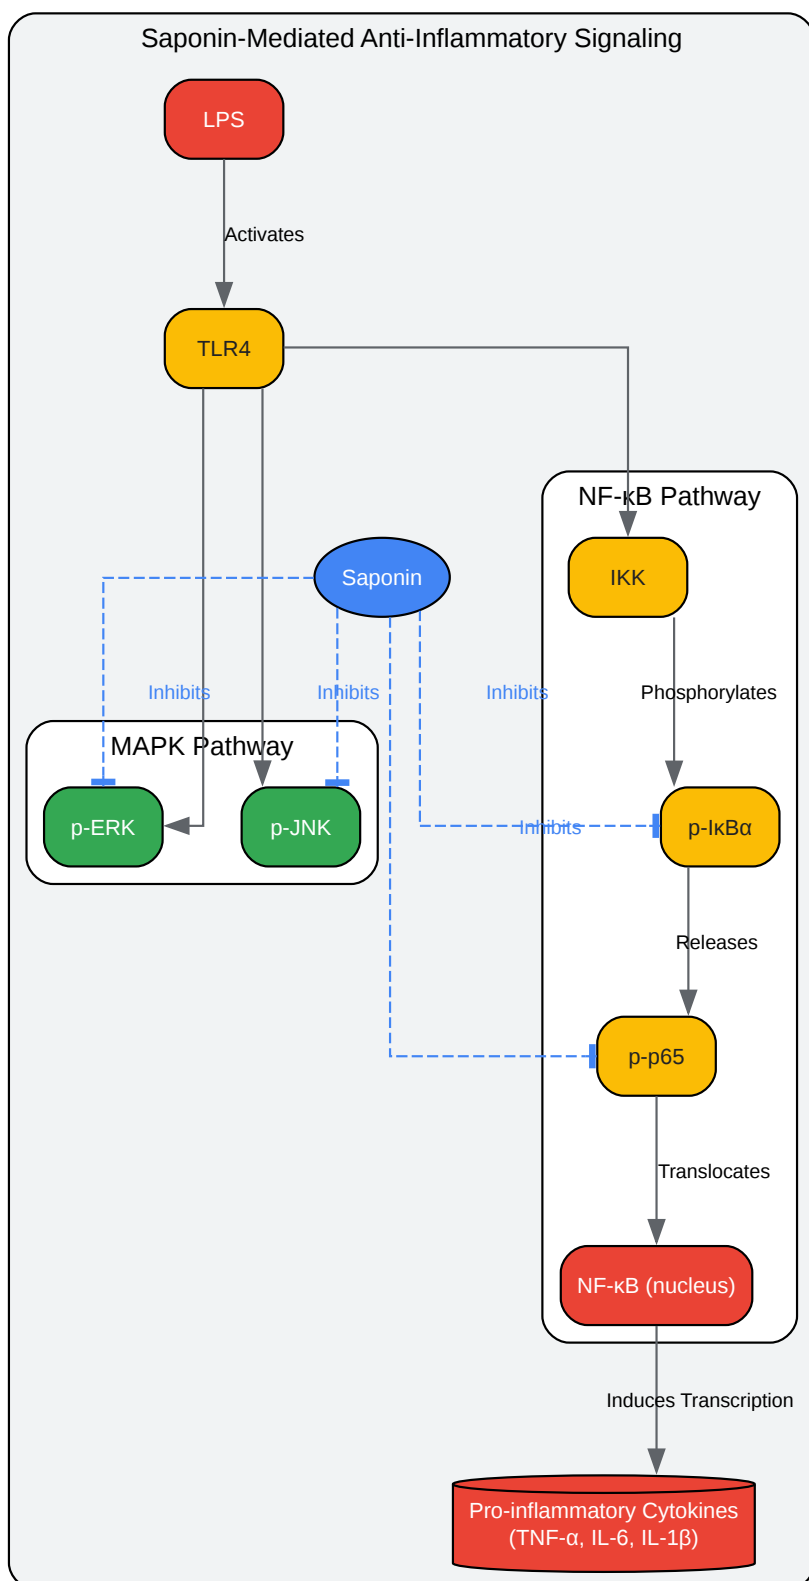 Saponin-Mediated Anti-Inflammatory Signaling
LPS
Activates
TLR4
NF-κB Pathway
Saponin
IKK
Inhibits
Inhibits
Inhibits
Phosphorylates
MAPK Pathway
p-ERK
p-JNK
Inhibits
p-IκBα
Releases
p-p65
Translocates
NF-κB (nucleus)
Induces Transcription
Pro-inflammatory Cytokines
(TNF-α, IL-6, IL-1β)